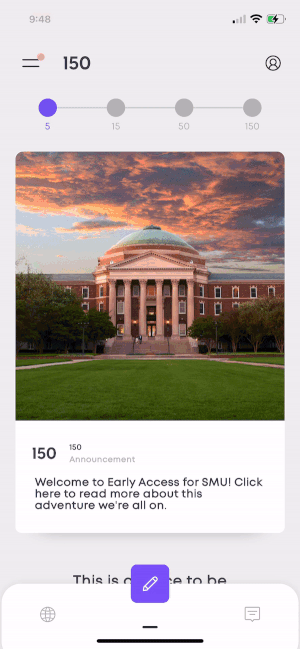 9:48
150
5 15 50 150
150
150
Announcement
Welcome to Early Access for SMU! Click
here to read more about this
adventure we're all on.
This is to be